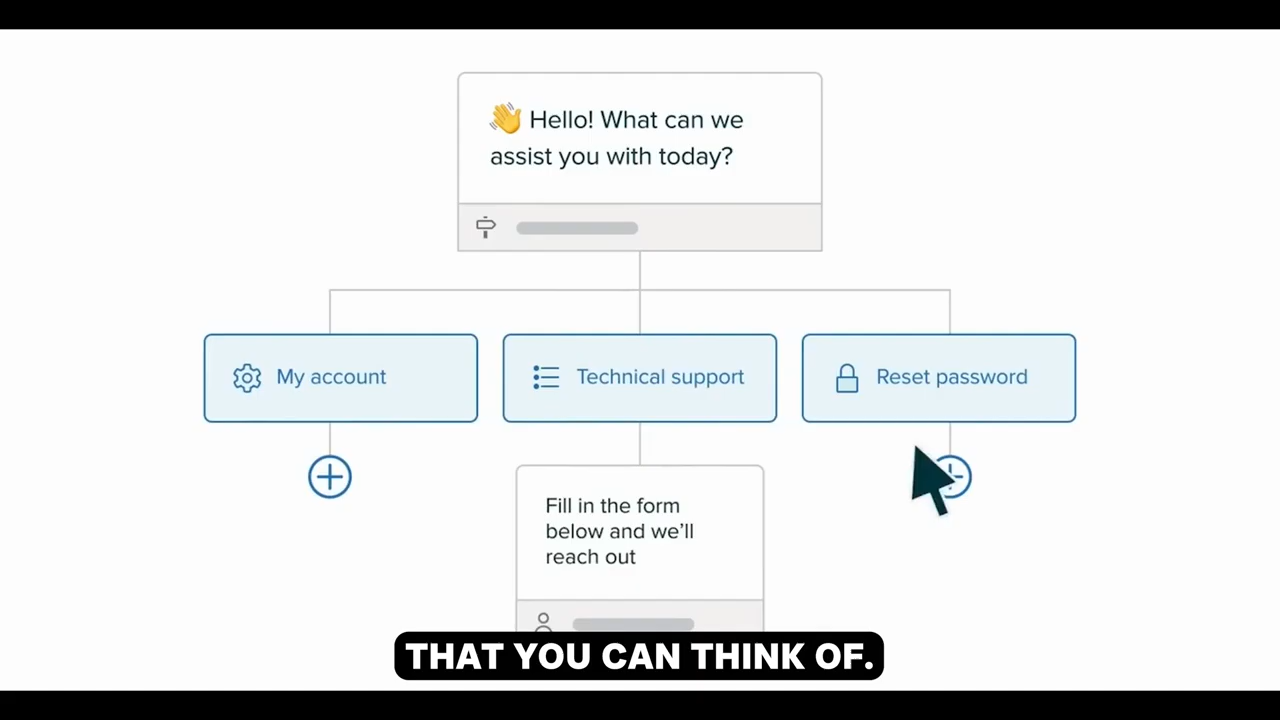 👋 Hello! What can we
assist you with today?
My account
Technical support
Reset password
Fill in the form
below and we'll
reach out
THAT YOU CAN THINK OF.